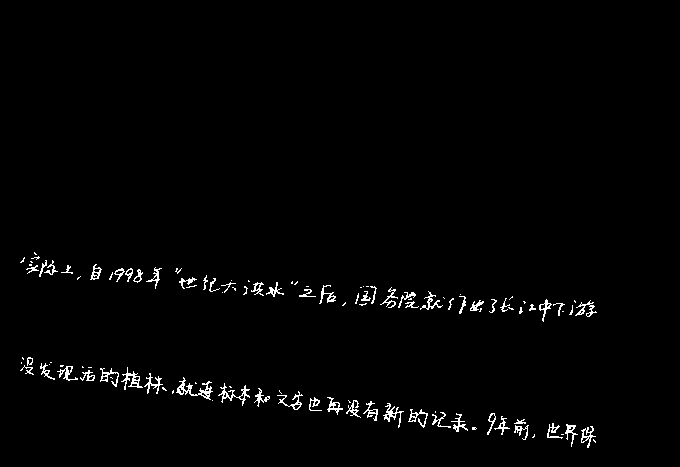 实际上，自1998年“世纪大洪水”之后，国务院就作出了长江中下游
没发现活的植株，就连标本和文字也再没有新的记录。9年前，世界保